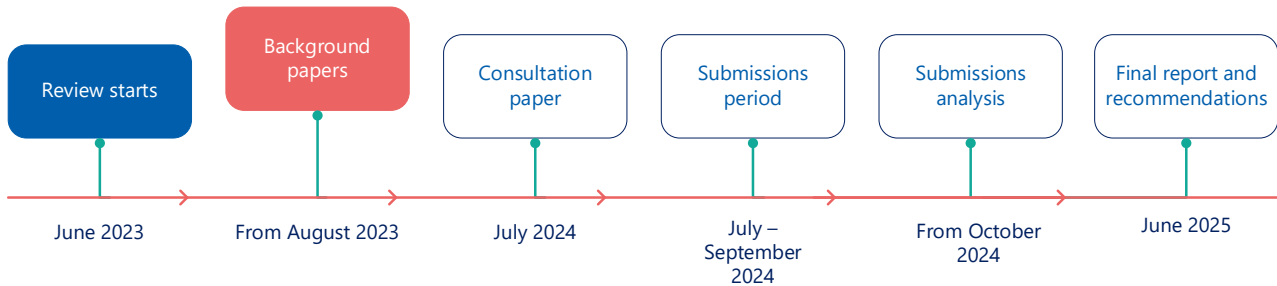 Review starts
Background
papers
Consultation
paper
Submissions
period
Submissions
analysis
Final report and
recommendations
June 2023
From August 2023
July 2024
July –
September
2024
From October
2024
June 2025